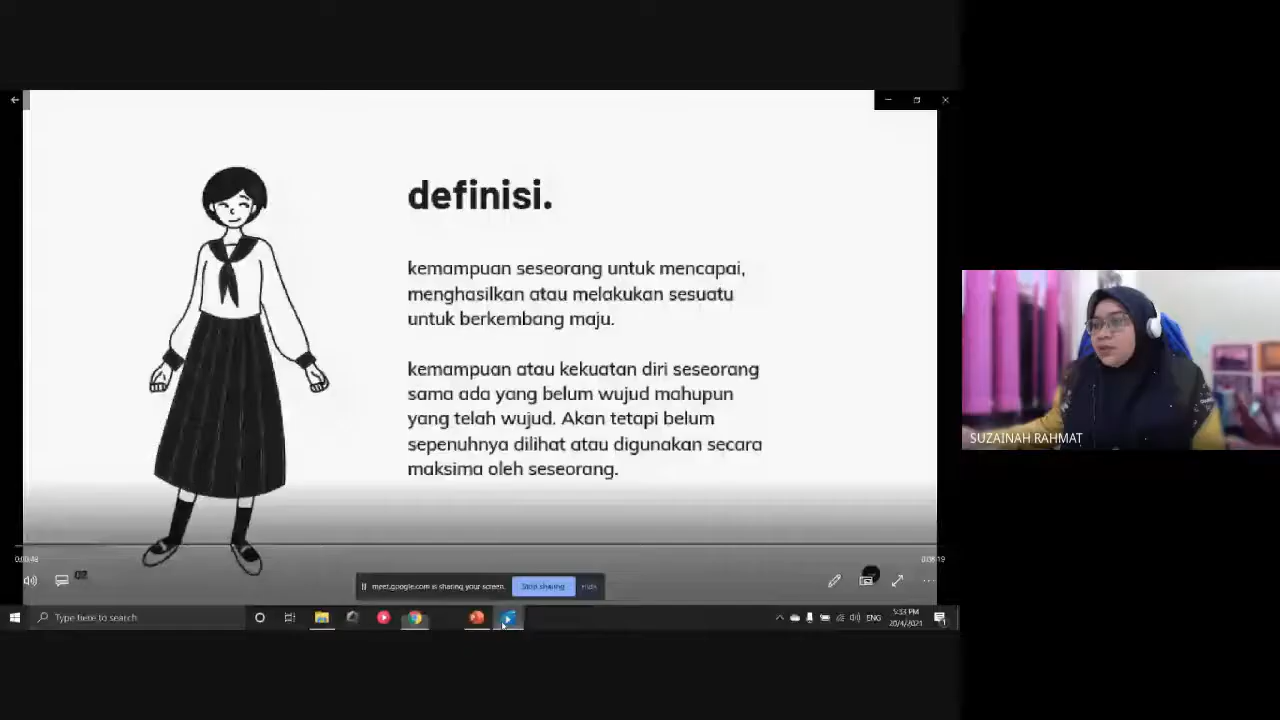 definisi.
kemampuan seseorang untuk mencapai,
menghasilkan atau melakukan sesuatu
untuk berkembang maju.
kemampuan atau kekuatan diri seseorang
sama ada yang belum wujud mahupun
yang telah wujud. Akan tetapi belum
sepenuhnya dilihat atau digunakan secara
maksima oleh seseorang.
SUZAINAH RAHMAT
0:00:48
meet.google.com is sharing your screen.
Stop sharing
Hide
Type here to search
ENG
5:33 PM
20/4/2021